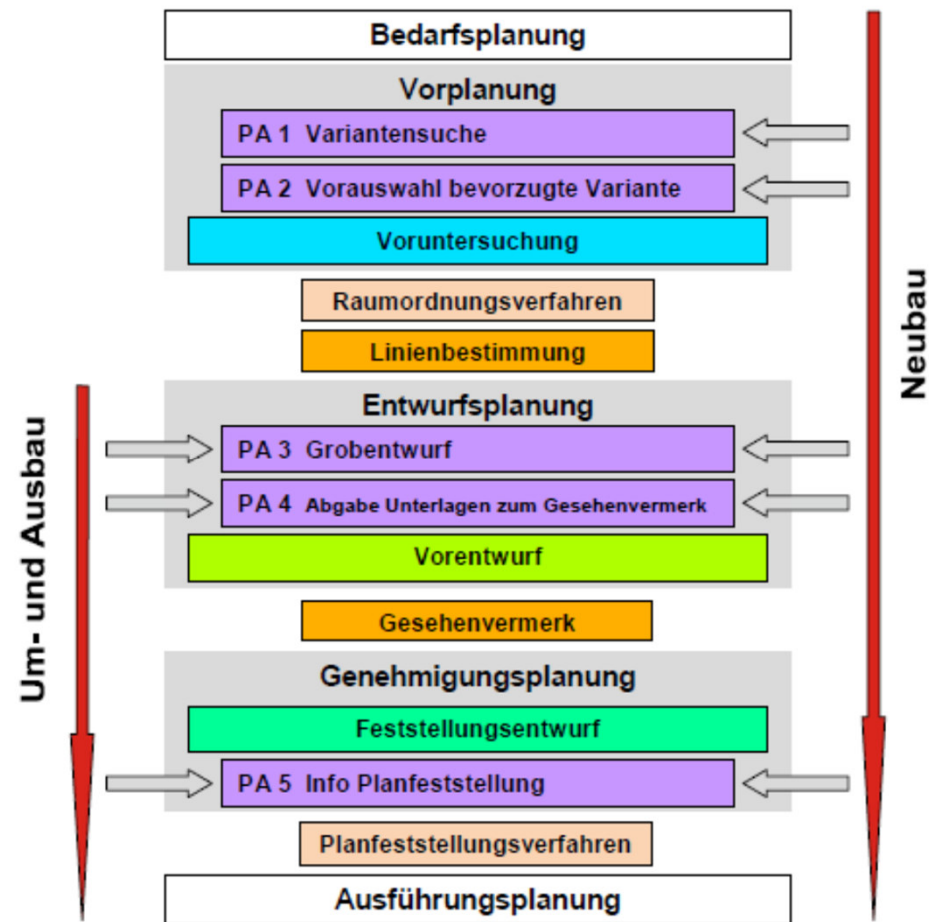 Bedarfsplanung
Vorplanung
PA 1 Variantensuche
PA 2 Vorauswahl bevorzugte Variante
Voruntersuchung
Raumordnungsverfahren
Linienbestimmung
Neubau
Entwurfsplanung
PA 3 Grobentwurf
PA 4 Abgabe Unterlagen zum Gesehenvermerk
Vorentwurf
Um- und Ausbau
Gesehenvermerk
Genehmigungsplanung
Feststellungsentwurf
PA 5 Info Planfeststellung
Planfeststellungsverfahren
Ausführungsplanung